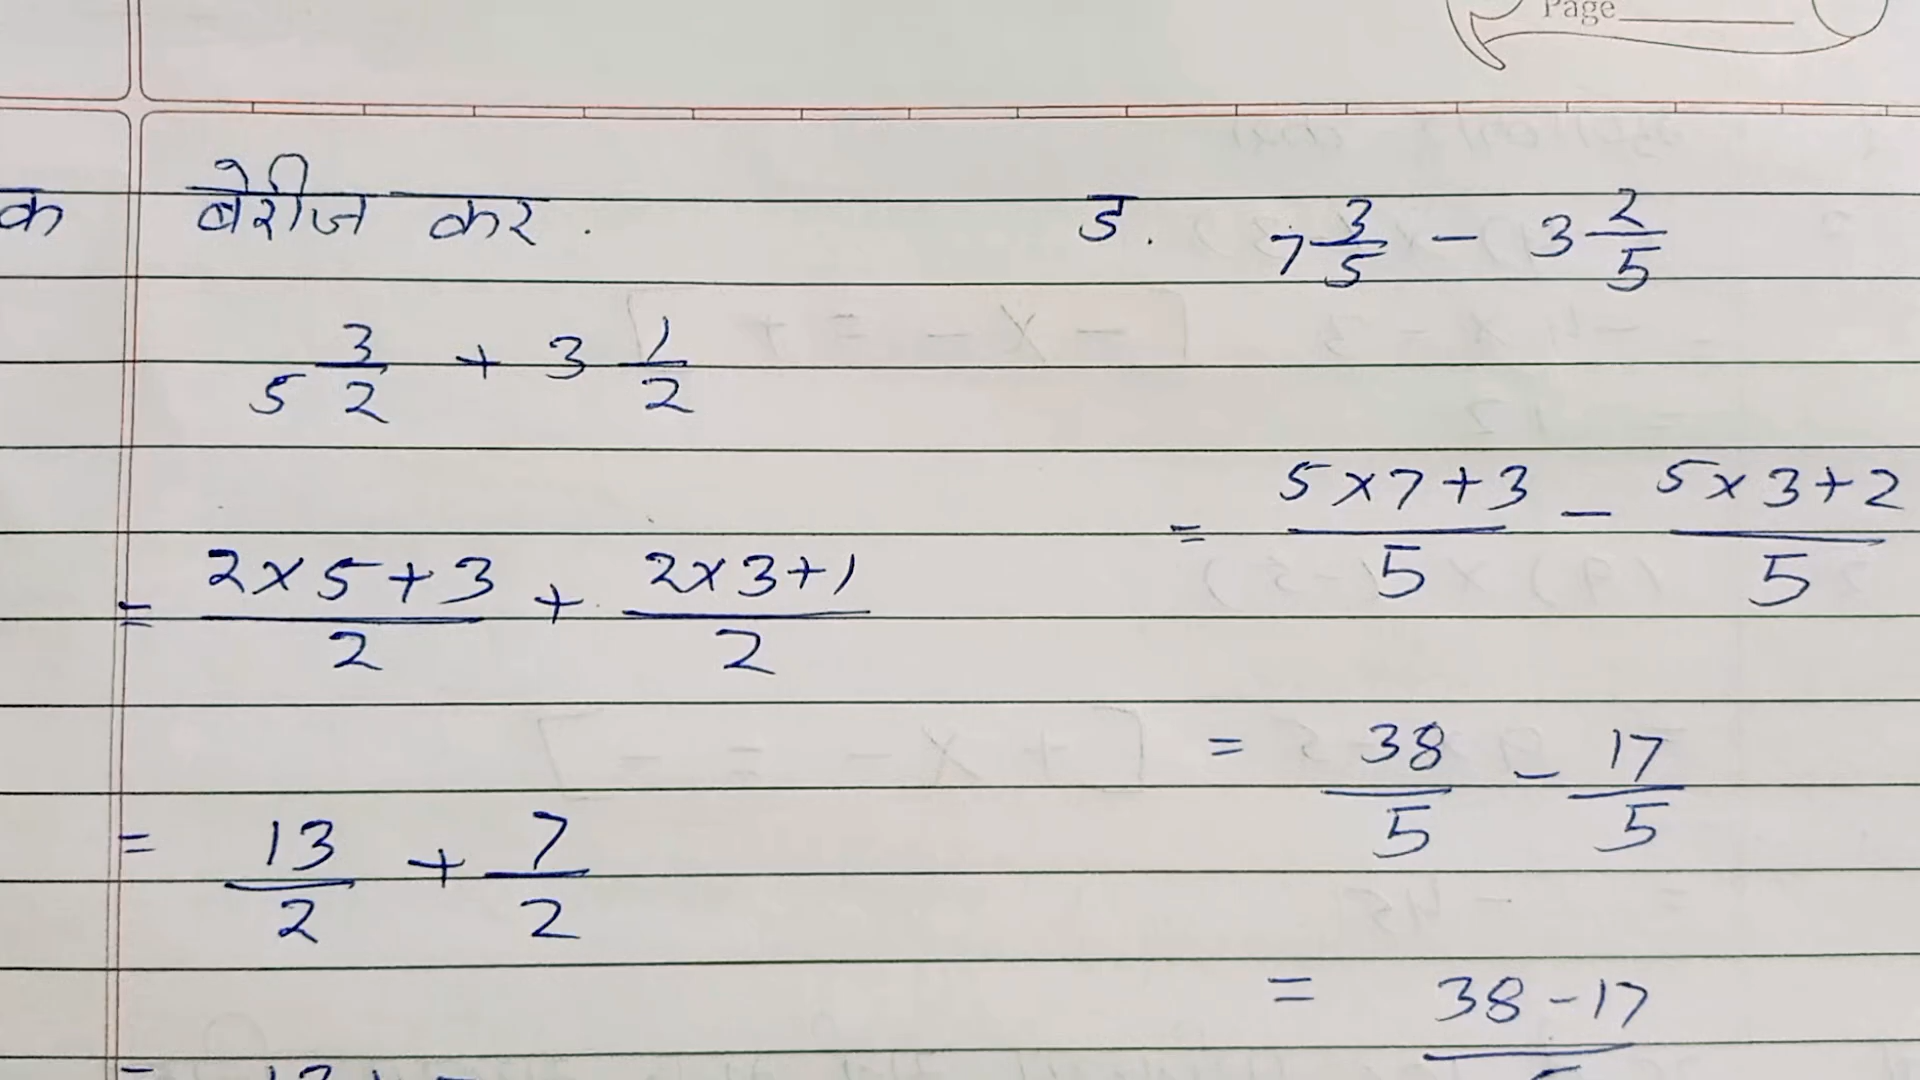 Page
क बेरीज कर.
5 3/2 + 3 1/2
= (2×5+3)/2 + (2×3+1)/2
= 13/2 + 7/2
ड. 7 3/5 - 3 2/5
= (5×7+3)/5 - (5×3+2)/5
= 38/5 - 17/5
= (38-17)/5